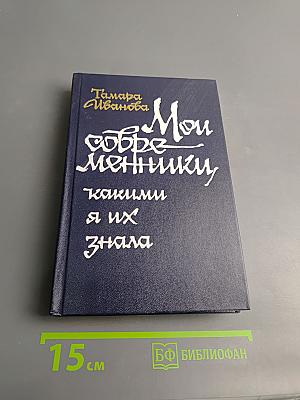 Тамара
Иванова
Мои
совре-
менники,
какими
я их
знала
15 см
БФ БИБЛИОФАН